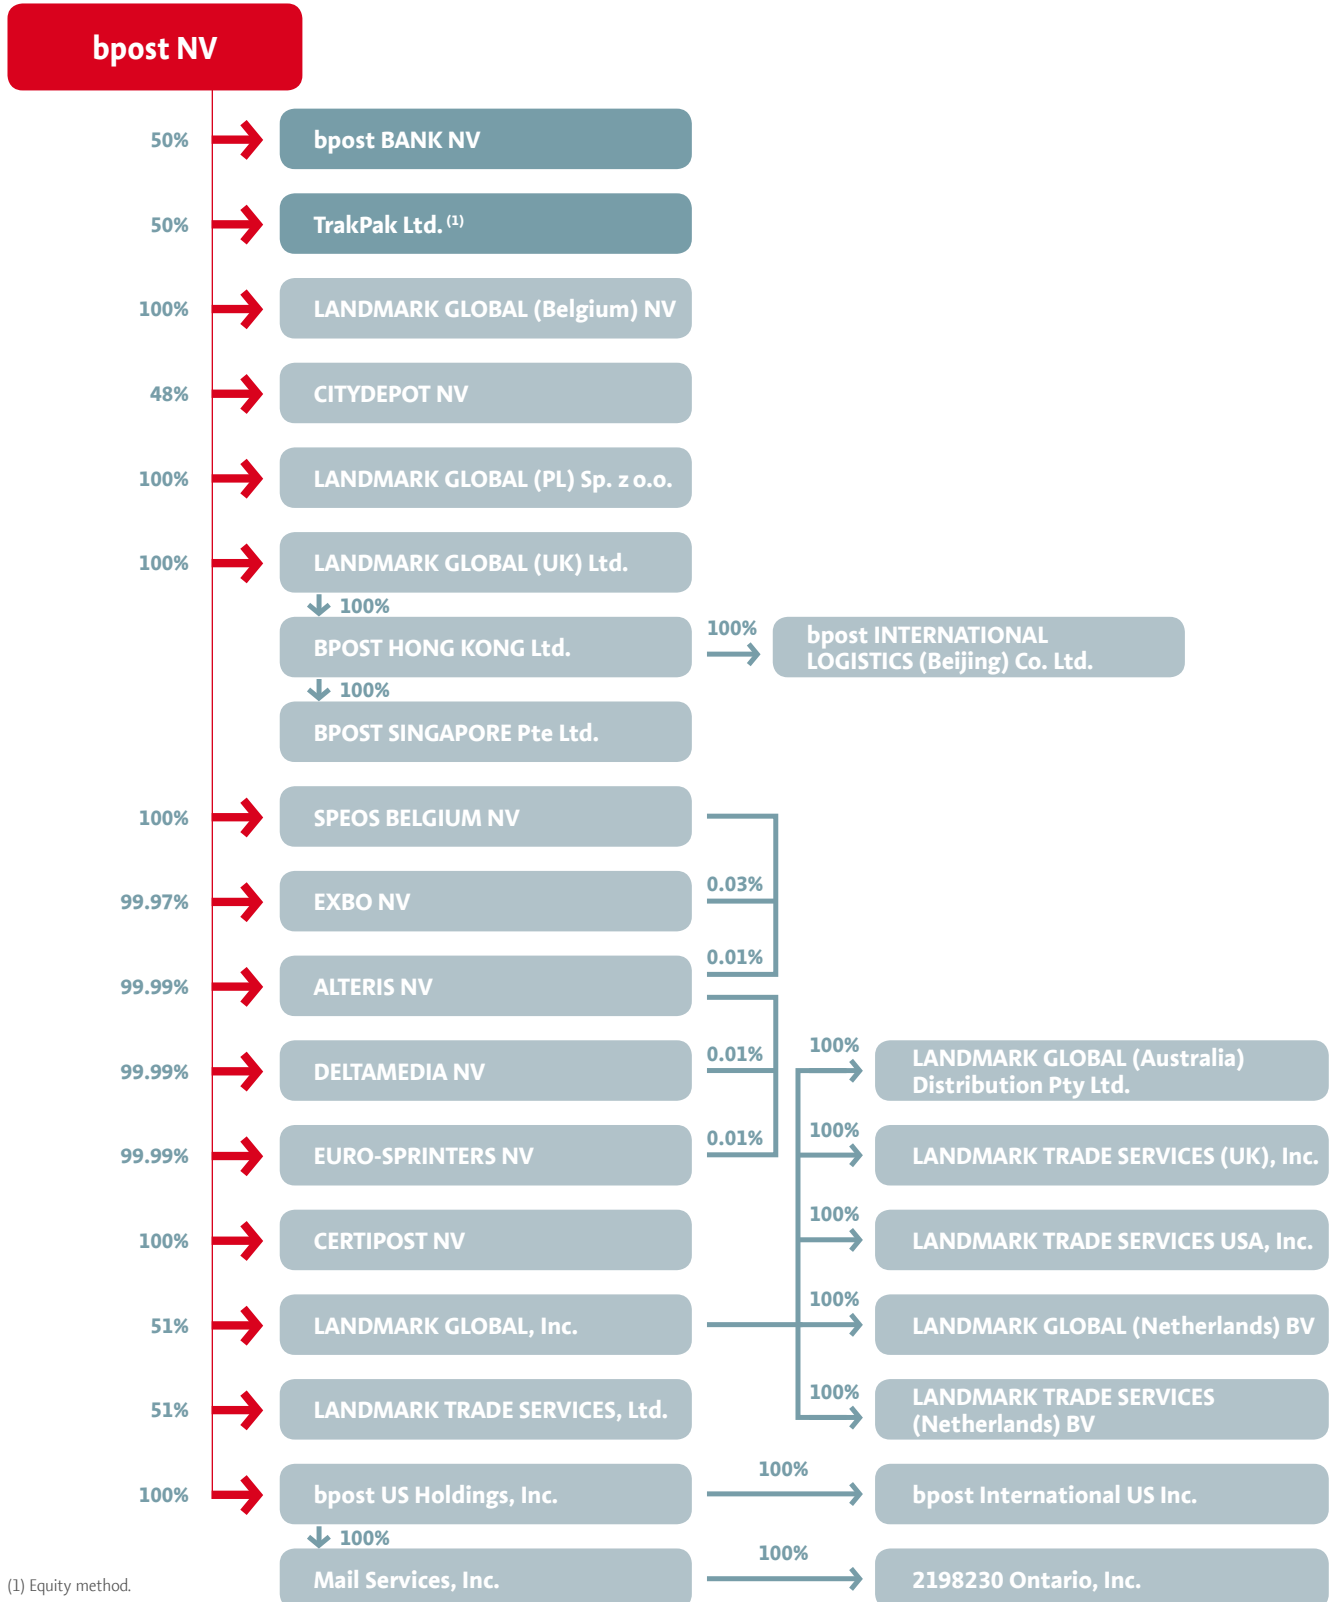 bpost NV
50%
bpost BANK NV
50%
TrakPak Ltd. (1)
100%
LANDMARK GLOBAL (Belgium) NV
48%
CITYDEPOT NV
100%
LANDMARK GLOBAL (PL) Sp. z o.o.
100%
LANDMARK GLOBAL (UK) Ltd.
100%
BPOST HONG KONG Ltd.
100%
bpost INTERNATIONAL
LOGISTICS (Beijing) Co. Ltd.
100%
BPOST SINGAPORE Pte Ltd.
100%
SPEOS BELGIUM NV
99.97%
EXBO NV
0.03%
99.99%
ALTERIS NV
0.01%
99.99%
DELTAMEDIA NV
0.01%
100%
LANDMARK GLOBAL (Australia)
Distribution Pty Ltd.
99.99%
EURO-SPRINTERS NV
0.01%
100%
LANDMARK TRADE SERVICES (UK), Inc.
100%
CERTIPOST NV
100%
LANDMARK TRADE SERVICES USA, Inc.
51%
LANDMARK GLOBAL, Inc.
100%
LANDMARK GLOBAL (Netherlands) BV
51%
LANDMARK TRADE SERVICES, Ltd.
100%
LANDMARK TRADE SERVICES
(Netherlands) BV
100%
bpost US Holdings, Inc.
100%
bpost International US Inc.
100%
Mail Services, Inc.
100%
2198230 Ontario, Inc.
(1) Equity method.